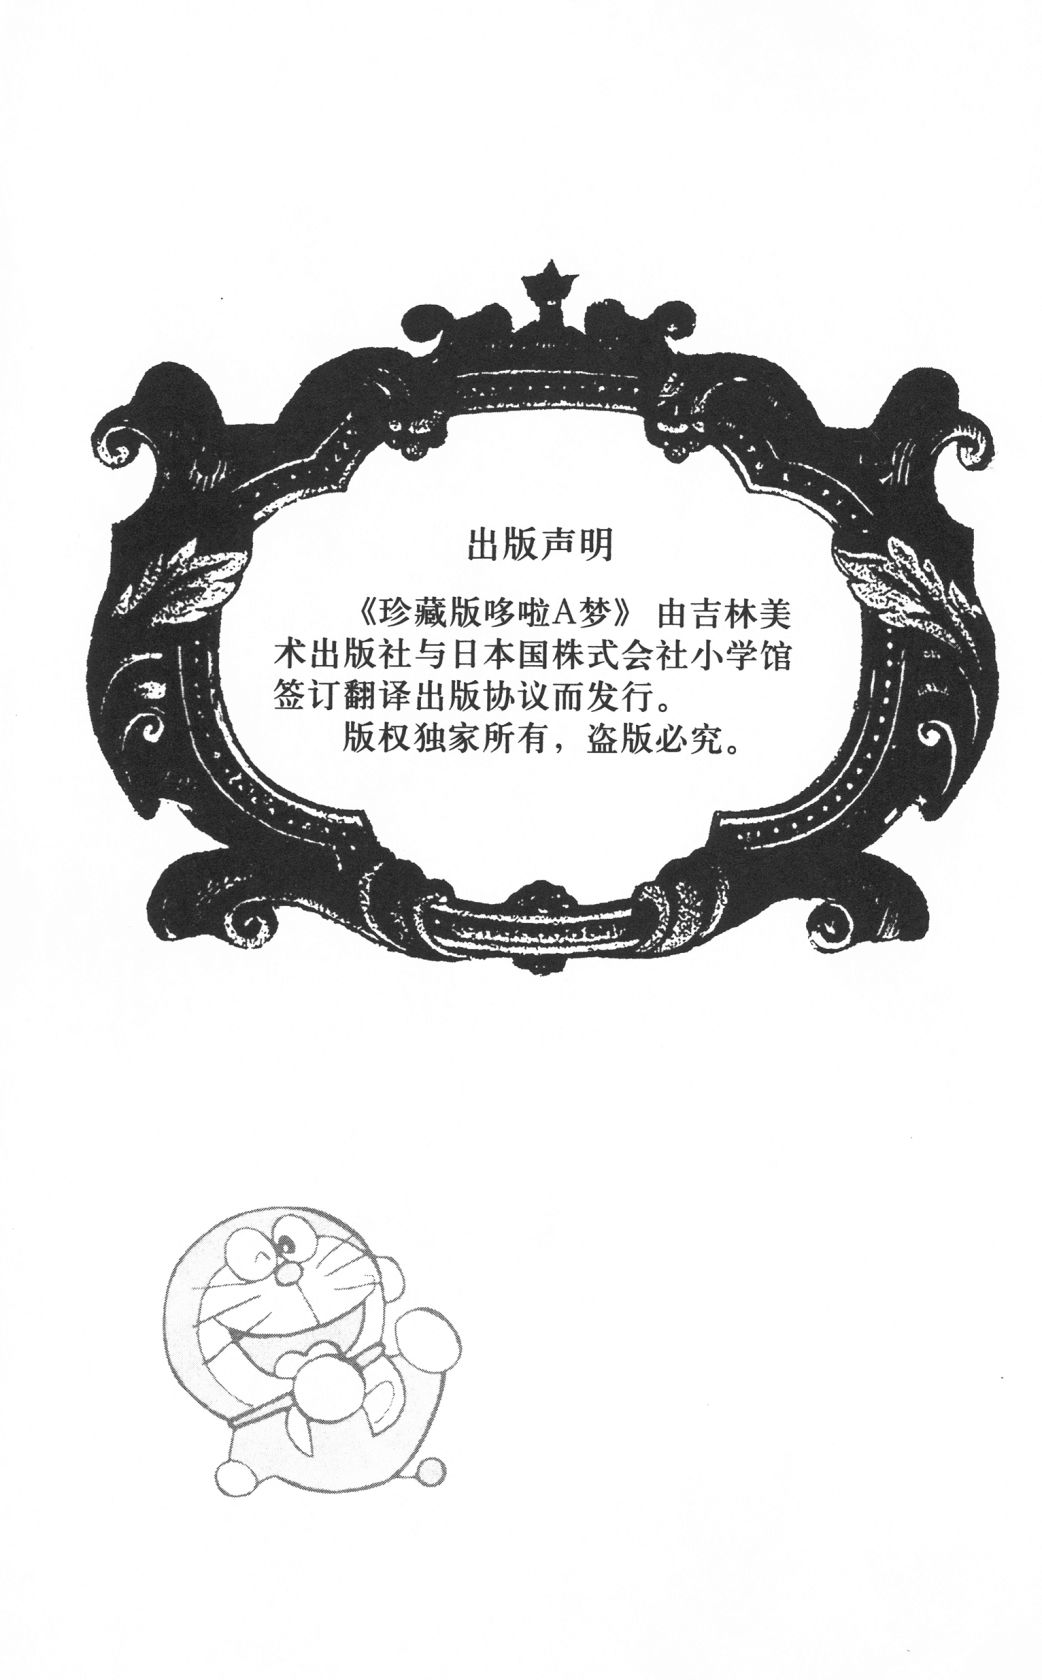 出版声明
《珍藏版哆啦A梦》由吉林美
术出版社与日本国株式会社小学馆
签订翻译出版协议而发行。
版权独家所有，盗版必究。